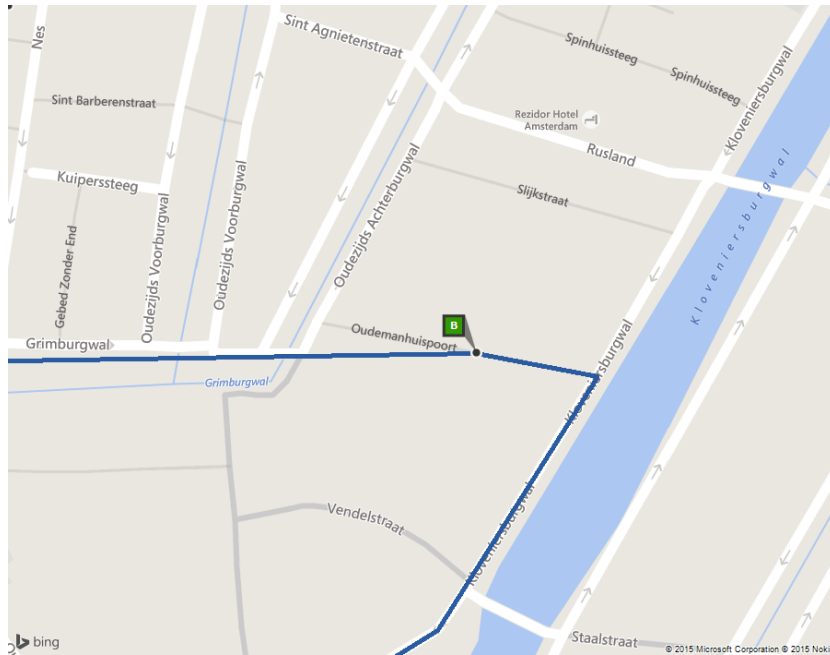 Nes
Sint Agnietenstraat
Spinhuissteeg
Spinhuissteeg
Kloveniersburgwal
Sint Barberenstraat
Rezidor Hotel
Amsterdam
Rusland
Kuiperssteeg
Oudezijds Voorburgwal
Oudezijds Voorburgwal
Oudezijds Achterburgwal
Slijkstraat
Kloveniersburgwal
Gebed Zonder End
B
Grimburgwal
Oudemanhuispoort
Kloveniersburgwal
Grimburgwal
Vendelstraat
Kloveniersburgwal
Staalstraat
bing
© 2015 Microsoft Corporation © 2015 Noki